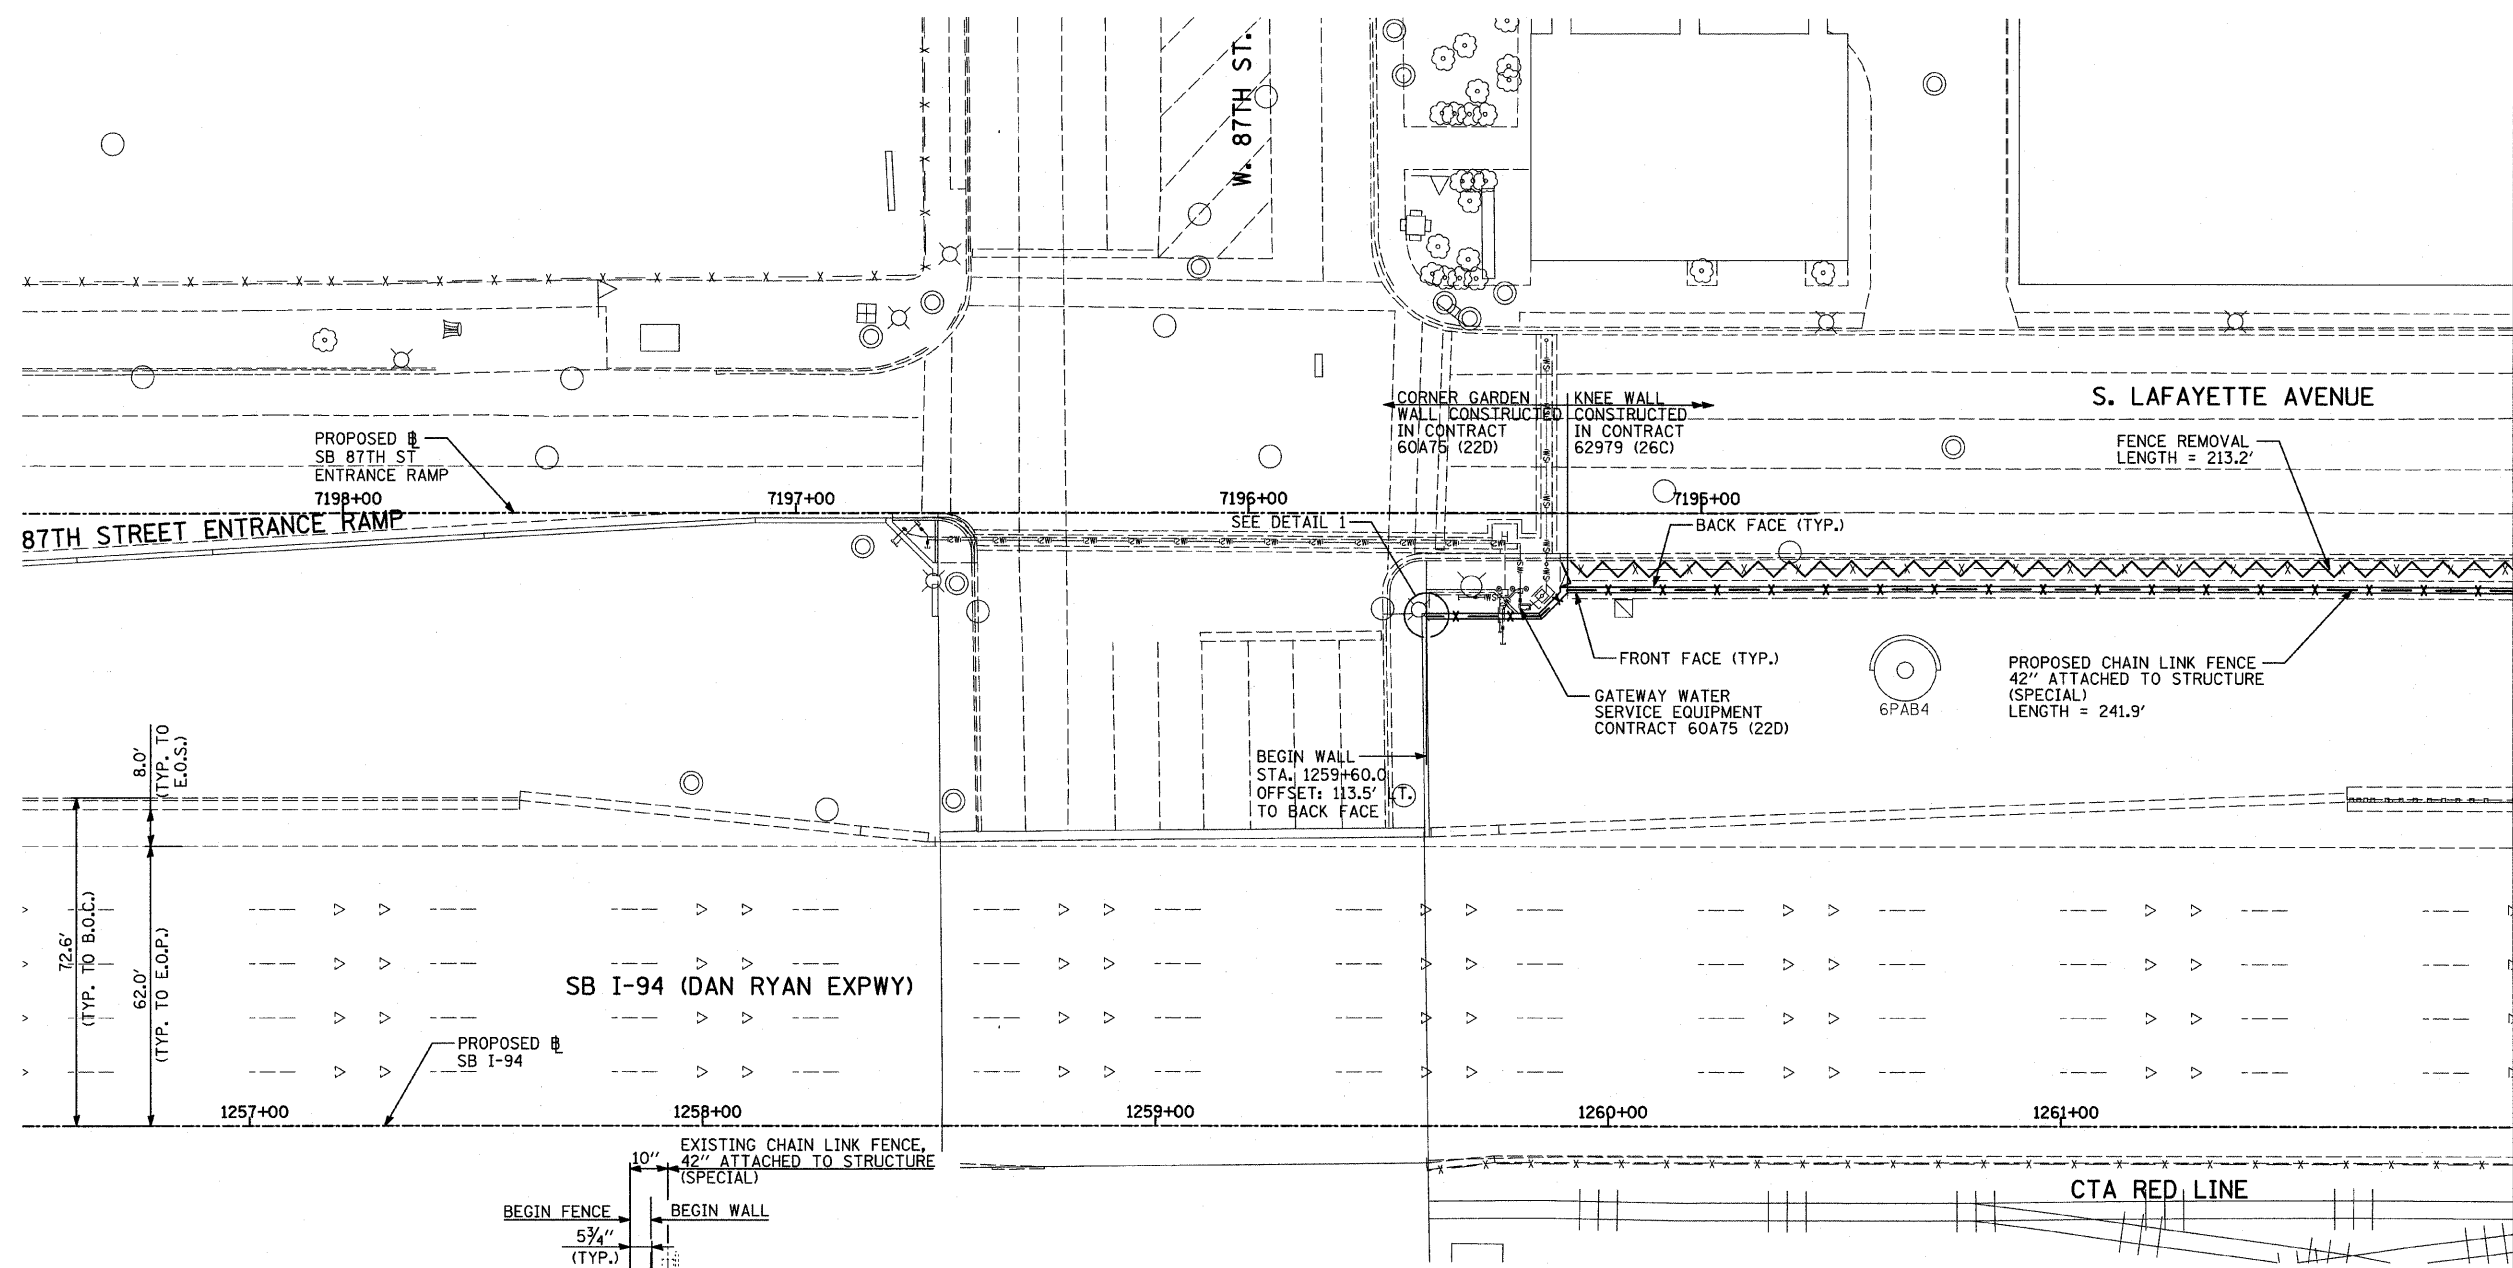 W. 87TH ST.
S. LAFAYETTE AVENUE
CORNER GARDEN
WALL CONSTRUCTED
IN CONTRACT
60A75 (22D)
KNEE WALL
CONSTRUCTED
IN CONTRACT
62979 (26C)
FENCE REMOVAL
LENGTH = 213.2'
PROPOSED ℄
SB 87TH ST
ENTRANCE RAMP
7198+00
7197+00
7196+00
7195+00
87TH STREET ENTRANCE RAMP
SEE DETAIL 1
BACK FACE (TYP.)
FRONT FACE (TYP.)
GATEWAY WATER
SERVICE EQUIPMENT
CONTRACT 60A75 (22D)
6PAB4
PROPOSED CHAIN LINK FENCE
42" ATTACHED TO STRUCTURE
(SPECIAL)
LENGTH = 241.9'
BEGIN WALL
STA. 1259+60.0
OFFSET: 113.5' LT.
TO BACK FACE
8.0'
(TYP. TO
E.O.S.)
72.6'
(TYP. TO B.O.C.)
62.0'
(TYP. TO E.O.P.)
SB I-94 (DAN RYAN EXPWY)
PROPOSED ℄
SB I-94
1257+00
1258+00
1259+00
1260+00
1261+00
CTA RED LINE
10"
EXISTING CHAIN LINK FENCE,
42" ATTACHED TO STRUCTURE
(SPECIAL)
BEGIN FENCE
BEGIN WALL
5¾"
(TYP.)